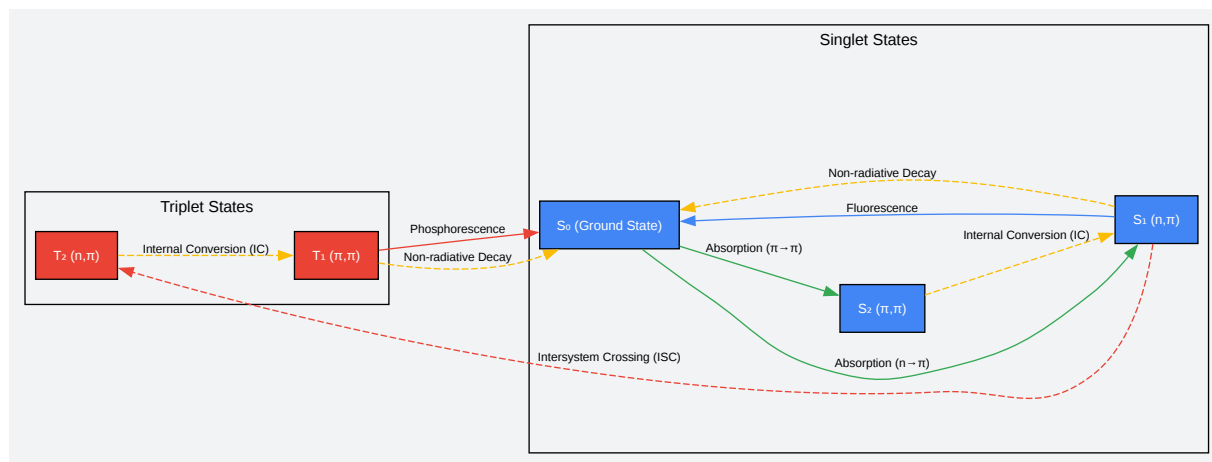 Singlet States
Non-radiative Decay
Triplet States
Fluorescence
S₁ (n,π)
S₀ (Ground State)
Phosphorescence
Internal Conversion (IC)
Internal Conversion (IC)
Absorption (π→π)
T₂ (n,π)
T₁ (π,π)
Non-radiative Decay
S₂ (π,π)
Intersystem Crossing (ISC)
Absorption (n→π)